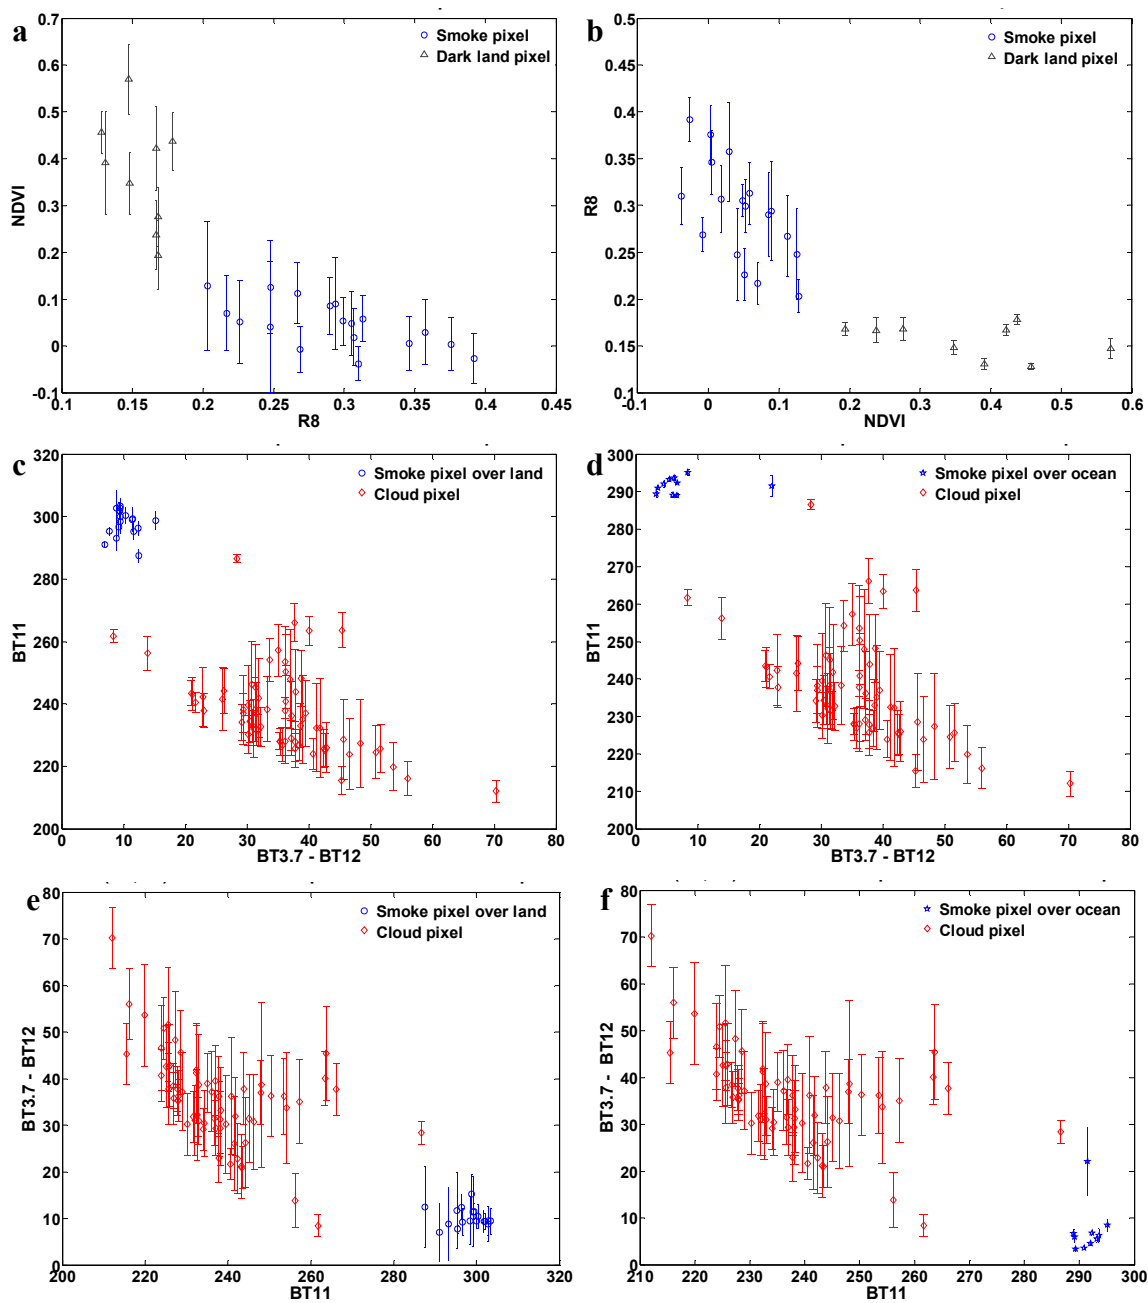 a
0.7
0.6
0.5
0.4
0.3
0.2
0.1
0
-0.1
NDVI
Smoke pixel
Dark land pixel
0.1 0.15 0.2 0.25 0.3 0.35 0.4 0.45
R8
b
0.5
0.45
0.4
0.35
0.3
0.25
0.2
0.15
0.1
R8
Smoke pixel
Dark land pixel
-0.1 0 0.1 0.2 0.3 0.4 0.5 0.6
NDVI
c
320
300
280
260
240
220
200
BT11
Smoke pixel over land
Cloud pixel
0 10 20 30 40 50 60 70 80
BT3.7 - BT12
d
300
290
280
270
260
250
240
230
220
210
200
BT11
Smoke pixel over ocean
Cloud pixel
0 10 20 30 40 50 60 70 80
BT3.7 - BT12
e
80
70
60
50
40
30
20
10
0
BT3.7 - BT12
Smoke pixel over land
Cloud pixel
200 220 240 260 280 300 320
BT11
f
80
70
60
50
40
30
20
10
0
BT3.7 - BT12
Smoke pixel over ocean
Cloud pixel
210 220 230 240 250 260 270 280 290 300
BT11